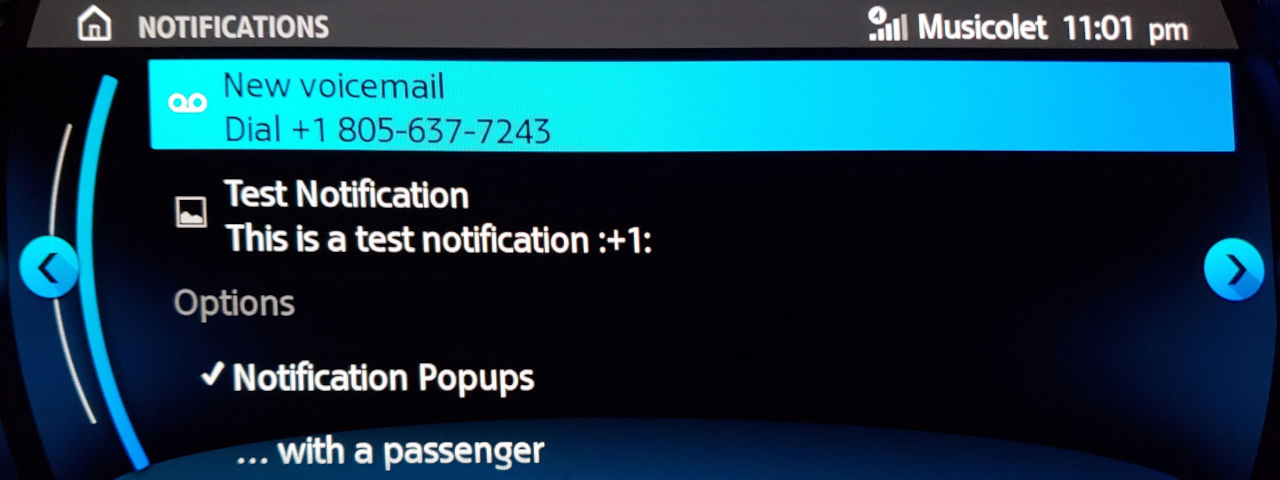 NOTIFICATIONS
Musicolet 11:01 pm
New voicemail
Dial +1 805-637-7243
Test Notification
This is a test notification :+1:
Options
Notification Popups
... with a passenger